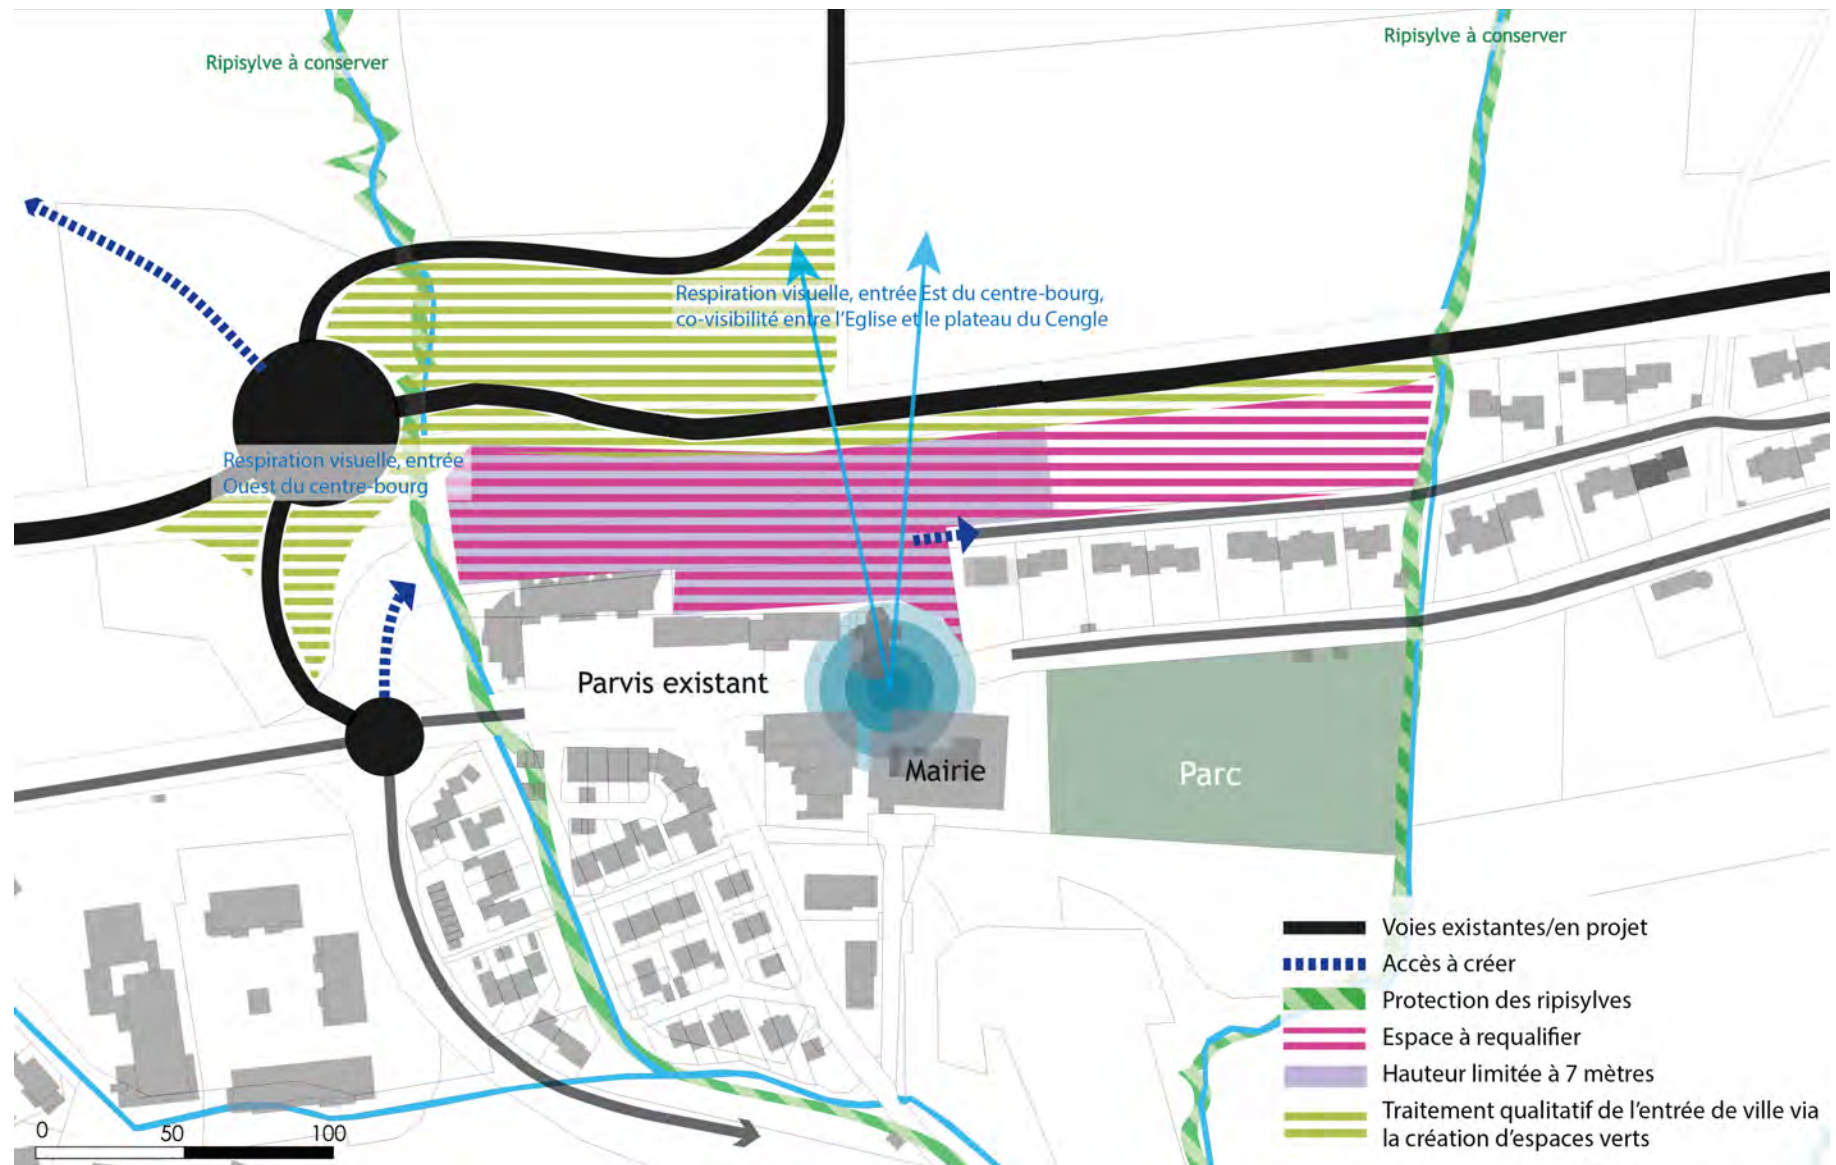 Ripisylve à conserver
Ripisylve à conserver
Respiration visuelle, entrée Est du centre-bourg,
co-visibilité entre l'Eglise et le plateau du Cengle
Respiration visuelle, entrée
Ouest du centre-bourg
Parvis existant
Mairie
Parc
Voies existantes/en projet
Accès à créer
Protection des ripisylves
Espace à requalifier
Hauteur limitée à 7 mètres
Traitement qualitatif de l'entrée de ville via
la création d'espaces verts
0 50 100